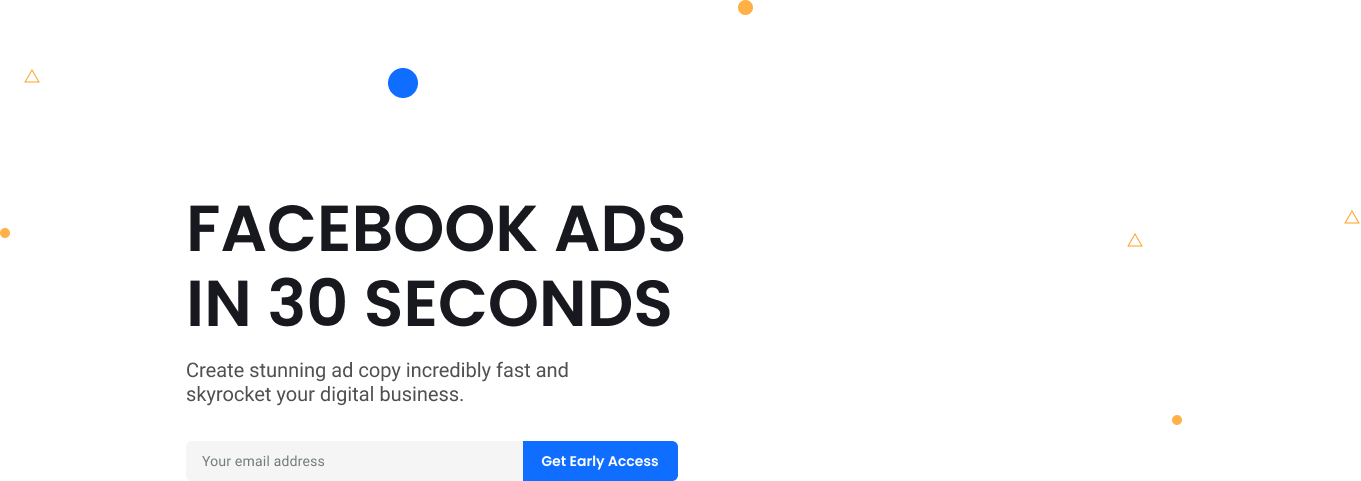 FACEBOOK ADS
IN 30 SECONDS
Create stunning ad copy incredibly fast and
skyrocket your digital business.
Your email address
Get Early Access